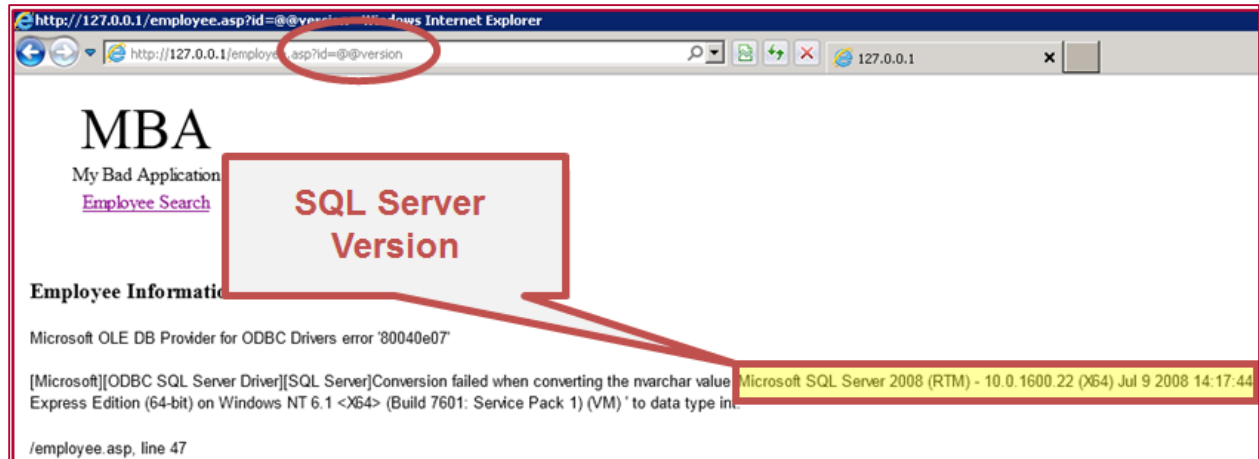 http://127.0.0.1/employee.asp?id=@@version - Windows Internet Explorer
http://127.0.0.1/employee.asp?id=@@version
127.0.0.1
MBA
My Bad Application
Employee Search
SQL Server
Version
Employee Informatio
Microsoft OLE DB Provider for ODBC Drivers error '80040e07'
[Microsoft][ODBC SQL Server Driver][SQL Server]Conversion failed when converting the nvarchar value 'Microsoft SQL Server 2008 (RTM) - 10.0.1600.22 (X64) Jul 9 2008 14:17:44
Express Edition (64-bit) on Windows NT 6.1 <X64> (Build 7601: Service Pack 1) (VM) ' to data type int.
/employee.asp, line 47